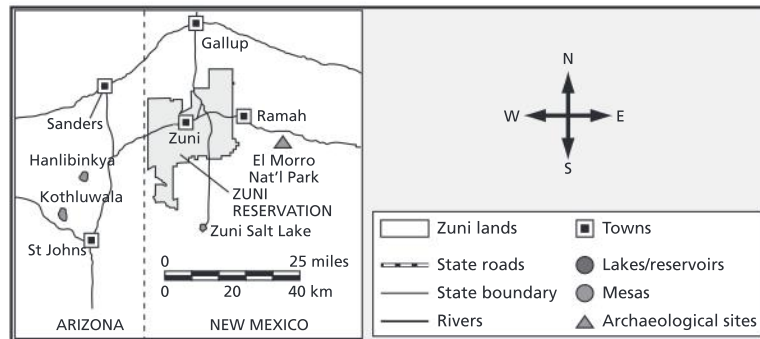 Gallup
Sanders
Ramah
Zuni
Hanlibinkya
El Morro
Nat'l Park
Kothluwala
ZUNI
RESERVATION
St Johns
Zuni Salt Lake
0 25 miles
0 20 40 km
ARIZONA NEW MEXICO
N
W E
S
Zuni lands
Towns
State roads
Lakes/reservoirs
State boundary
Mesas
Rivers
Archaeological sites